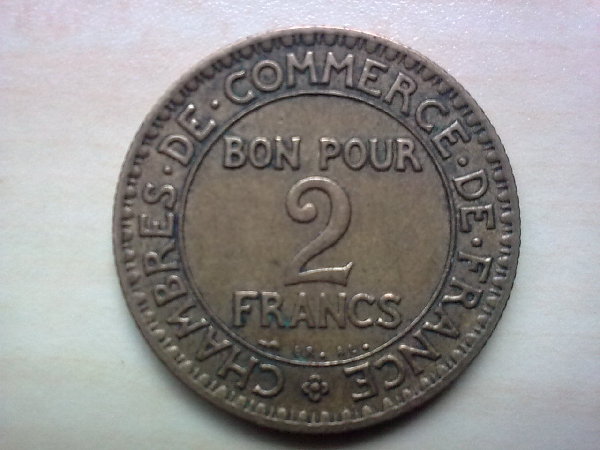 CHAMBRES·DE·COMMERCE·DE·FRANCE
BON POUR
2
FRANCS